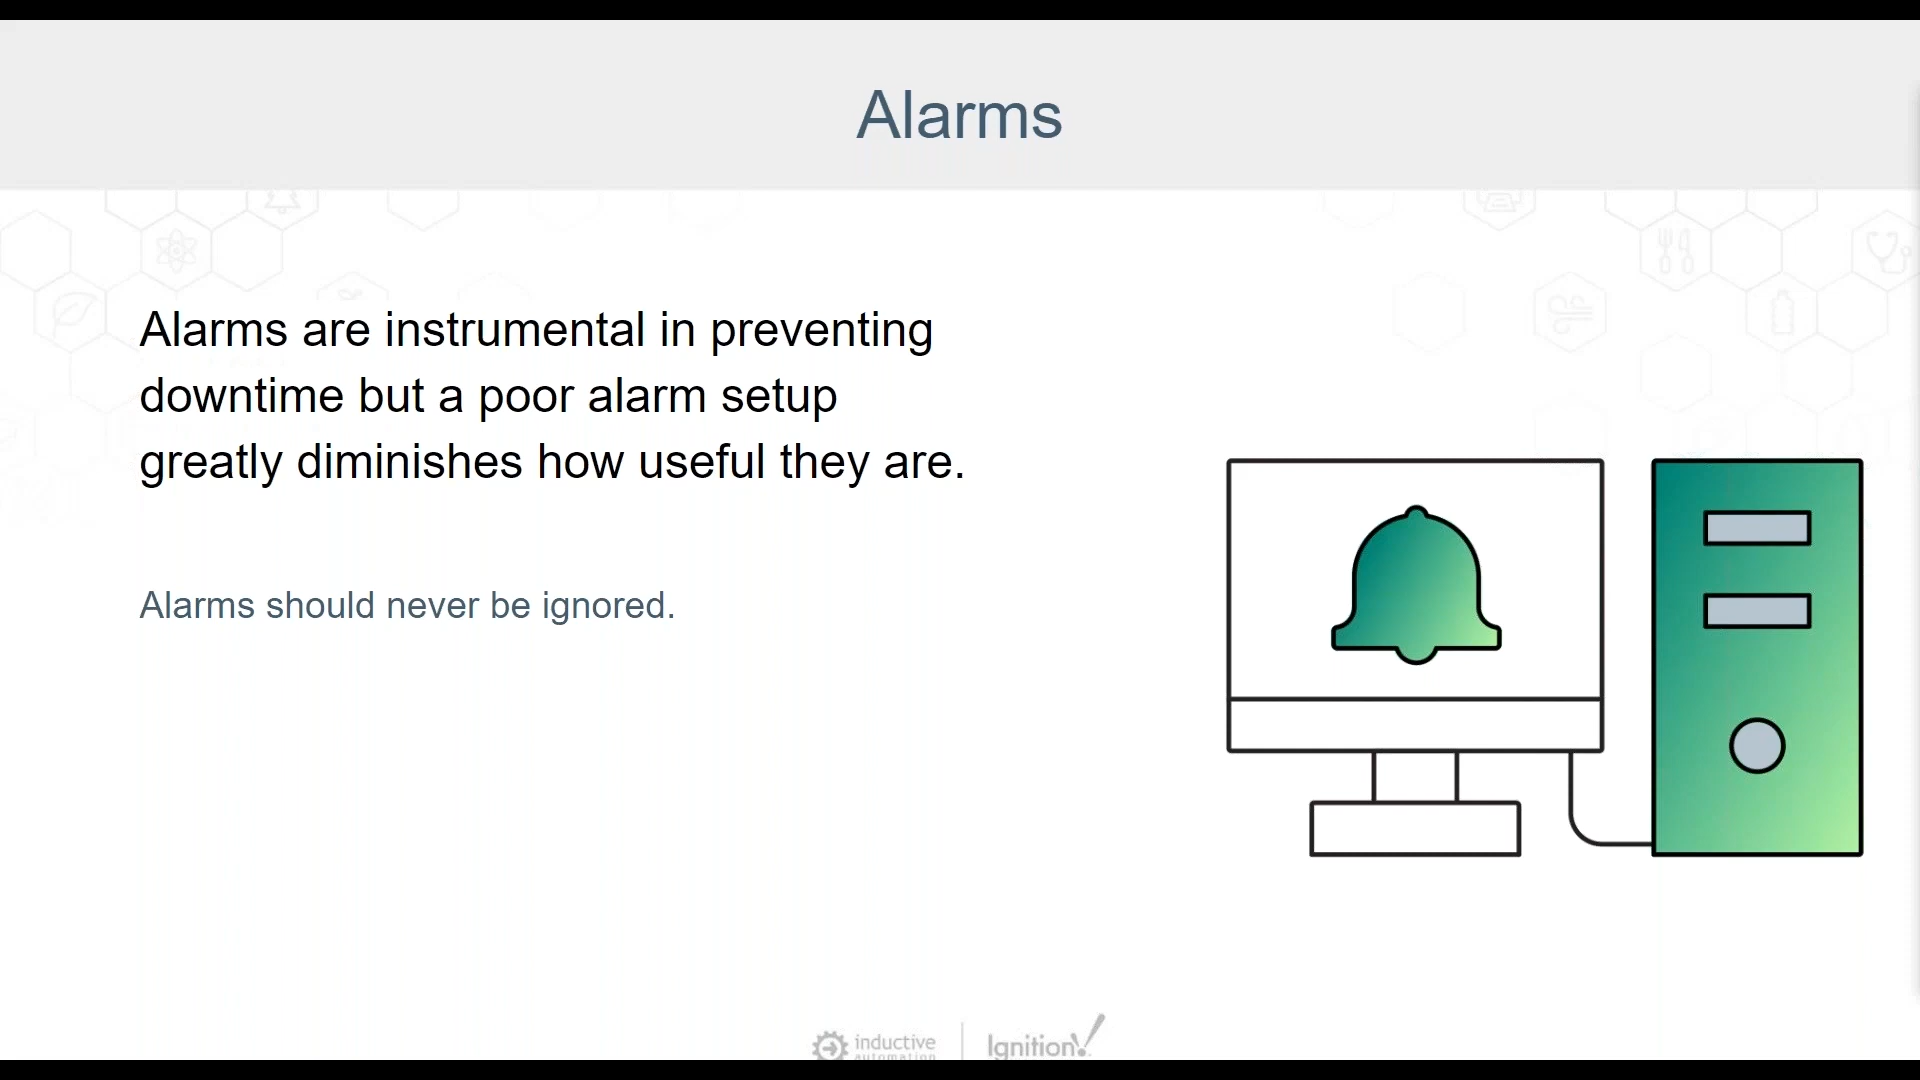 Alarms
Alarms are instrumental in preventing
downtime but a poor alarm setup
greatly diminishes how useful they are.
Alarms should never be ignored.
inductive
automation
Ignition!